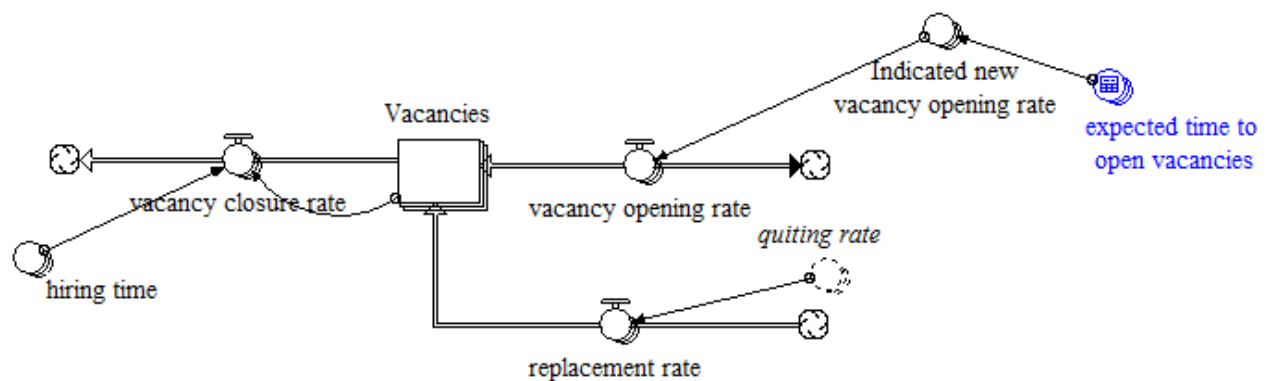 Indicated new
vacancy opening rate
expected time to
open vacancies
Vacancies
vacancy closure rate
vacancy opening rate
quiting rate
hiring time
replacement rate